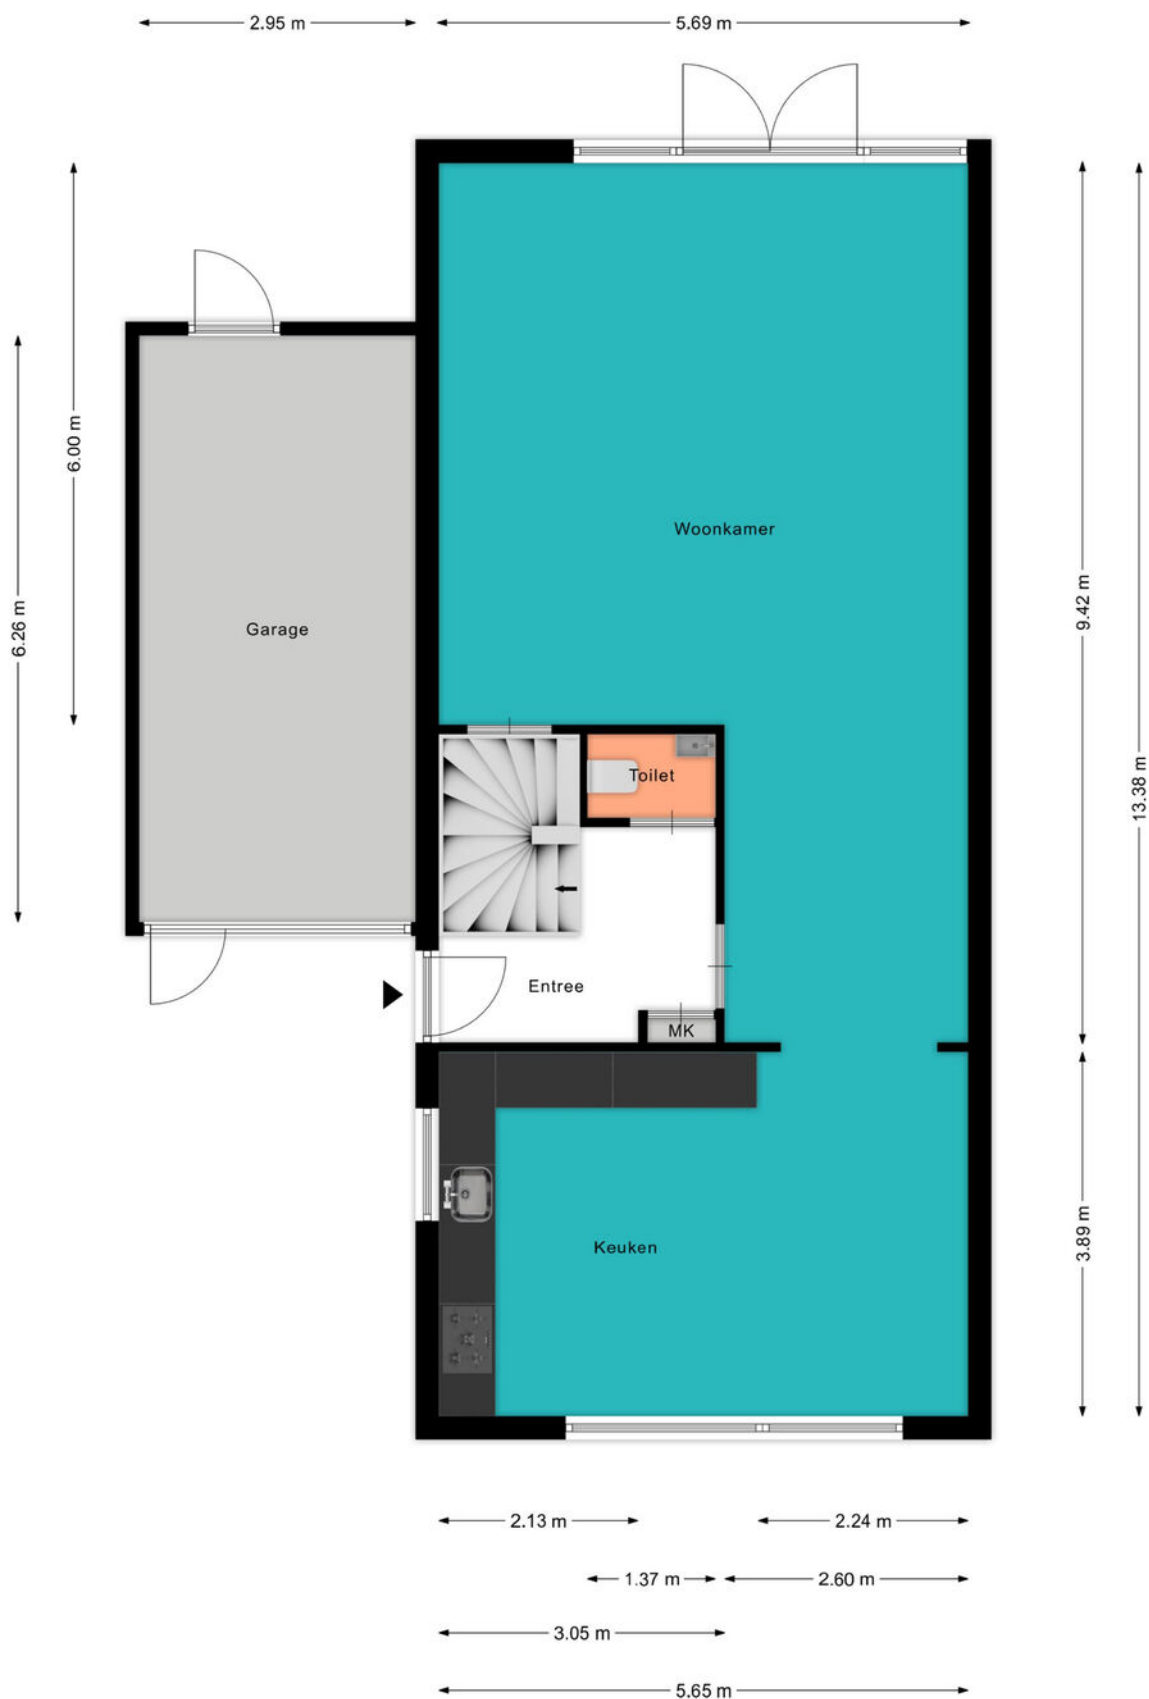 2.95 m
5.69 m
6.00 m
6.26 m
9.42 m
13.38 m
Woonkamer
Garage
Toilet
Entree
MK
Keuken
3.89 m
2.13 m
2.24 m
1.37 m
2.60 m
3.05 m
5.65 m